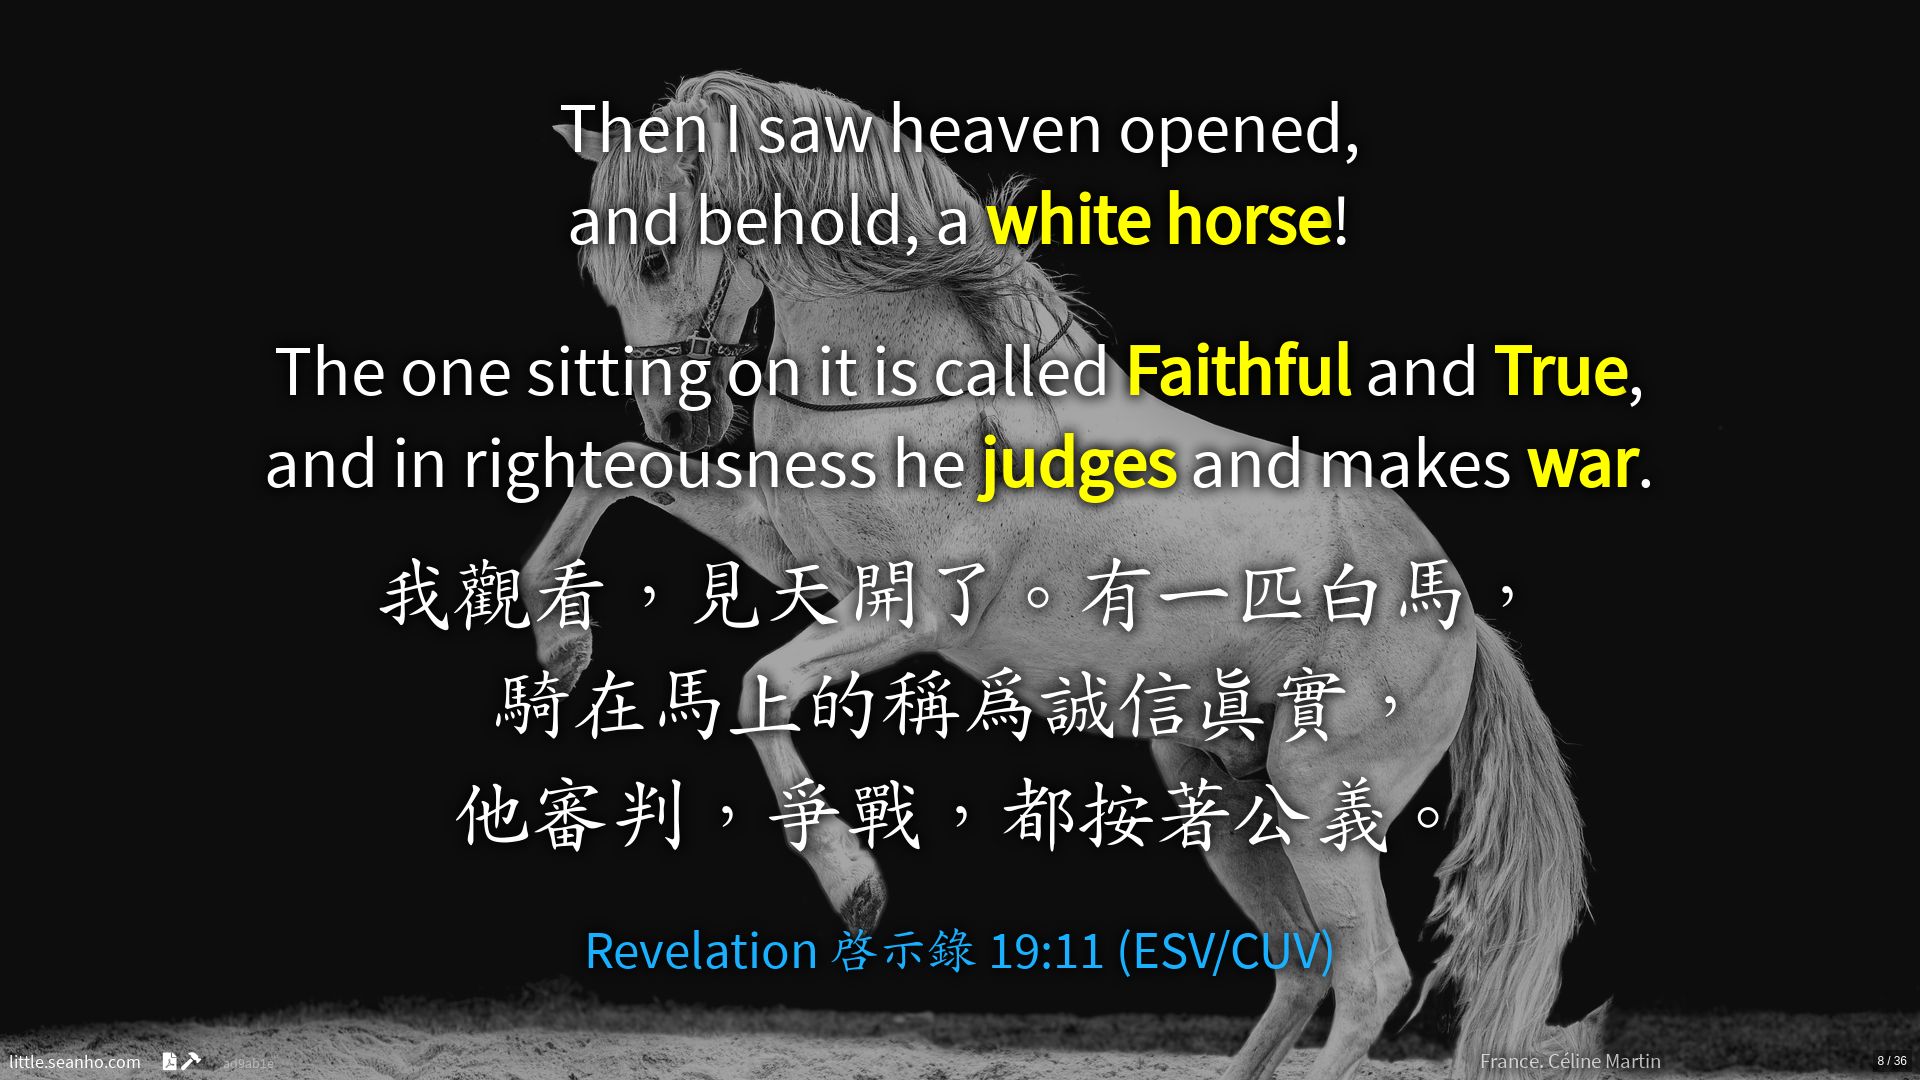 Then I saw heaven opened,
and behold, a white horse!
The one sitting on it is called Faithful and True,
and in righteousness he judges and makes war.
我觀看，見天開了。有一匹白馬，
騎在馬上的稱爲誠信眞實，
他審判，爭戰，都按著公義。
Revelation 啓示錄 19:11 (ESV/CUV)
little.seanho.com
ad9ab1e
France. Céline Martin
8 / 36